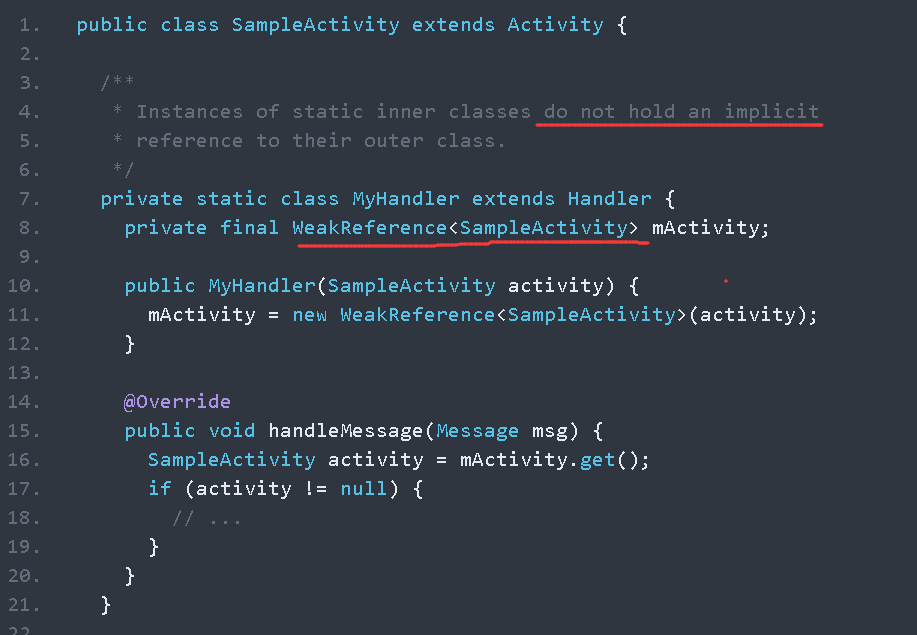 1. public class SampleActivity extends Activity {
2.
3. /**
4. * Instances of static inner classes do not hold an implicit
5. * reference to their outer class.
6. */
7. private static class MyHandler extends Handler {
8. private final WeakReference<SampleActivity> mActivity;
9.
10. public MyHandler(SampleActivity activity) {
11. mActivity = new WeakReference<SampleActivity>(activity);
12. }
13.
14. @Override
15. public void handleMessage(Message msg) {
16. SampleActivity activity = mActivity.get();
17. if (activity != null) {
18. // ...
19. }
20. }
21. }
22.